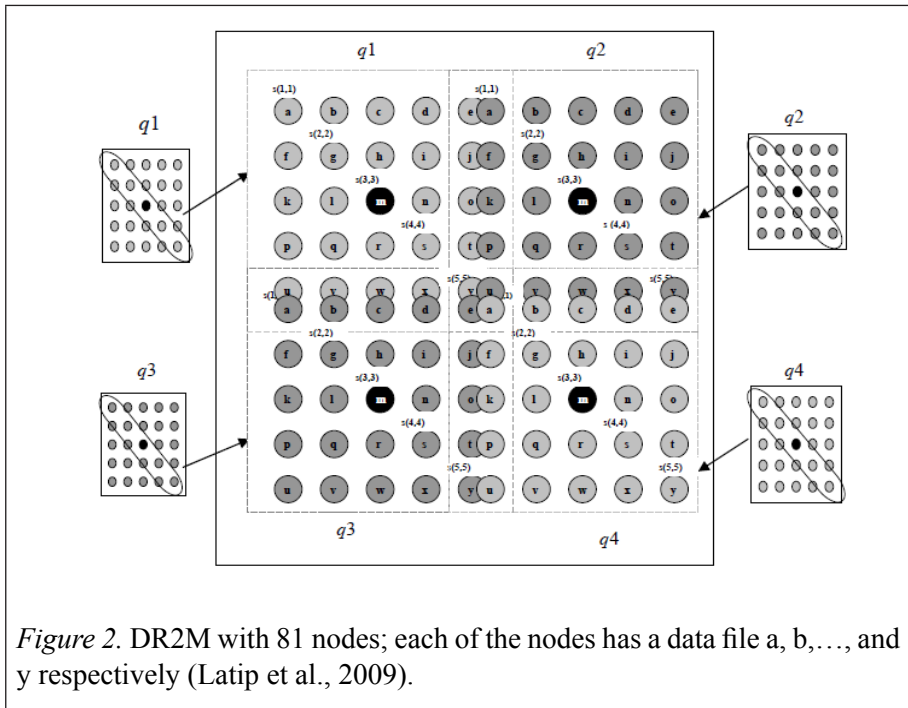 q1 q2
s(1,1) s(1,1)
a b c d e a b c d e
q1 q2
s(2,2) s(2,2)
f g h i j f g h i j
s(3,3) s(3,3)
k l m n o k l m n o
s(4,4) s (4,4)
p q r s t p q r s t
s(5,5) s(5,5)
u v w x y u v w x y
a b c d e a b c d e
s(2,2) s(2,2)
f g h i j f g h i j
q3 q4
s(3,3) s(3,3)
k l m n o k l m n o
s(4,4) s(4,4)
p q r s t p q r s t
s(5,5) s(5,5)
u v w x y u v w x y
q3 q4
Figure 2. DR2M with 81 nodes; each of the nodes has a data file a, b,…, and
y respectively (Latip et al., 2009).